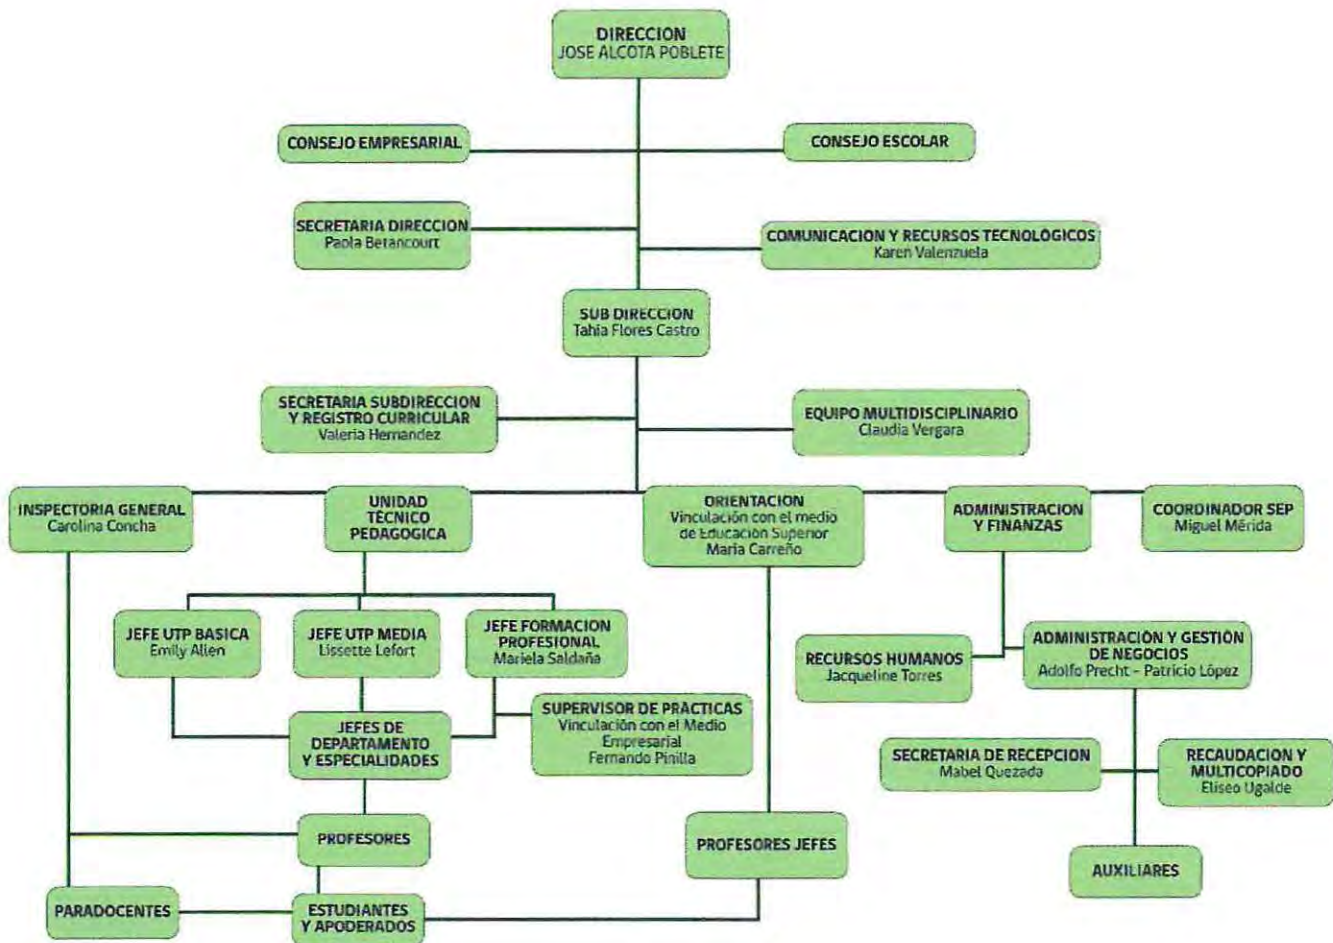 DIRECCION
JOSE ALCOTA POBLETE
CONSEJO EMPRESARIAL
CONSEJO ESCOLAR
SECRETARIA DIRECCION
Paola Betancourt
COMUNICACION Y RECURSOS TECNOLÓGICOS
Karen Valenzuela
SUB DIRECCION
Tahía Flores Castro
SECRETARIA SUBDIRECCION
Y REGISTRO CURRICULAR
Valeria Hernandez
EQUIPO MULTIDISCIPLINARIO
Claudia Vergara
INSPECTORIA GENERAL
Carolina Concha
UNIDAD
TÉCNICO
PEDAGOGICA
ORIENTACION
Vinculación con el medio
de Educación Superior
María Carreño
ADMINISTRACION
Y FINANZAS
COORDINADOR SEP
Miguel Mérida
JEFE UTP BASICA
Emily Allen
JEFE UTP MEDIA
Lissette Lefort
JEFE FORMACION
PROFESIONAL
Mariela Saldaña
RECURSOS HUMANOS
Jacqueline Torres
ADMINISTRACIÓN Y GESTIÓN
DE NEGOCIOS
Adolfo Precht - Patricio López
JEFES DE
DEPARTAMENTO
Y ESPECIALIDADES
SUPERVISOR DE PRÁCTICAS
Vinculación con el Medio
Empresarial
Fernando Pinilla
SECRETARIA DE RECEPCION
Mabel Quezada
RECAUDACION Y
MULTICOPIADO
Eliseo Ugalde
PROFESORES
PROFESORES JEFES
AUXILIARES
PARADOCENTES
ESTUDIANTES
Y APODERADOS